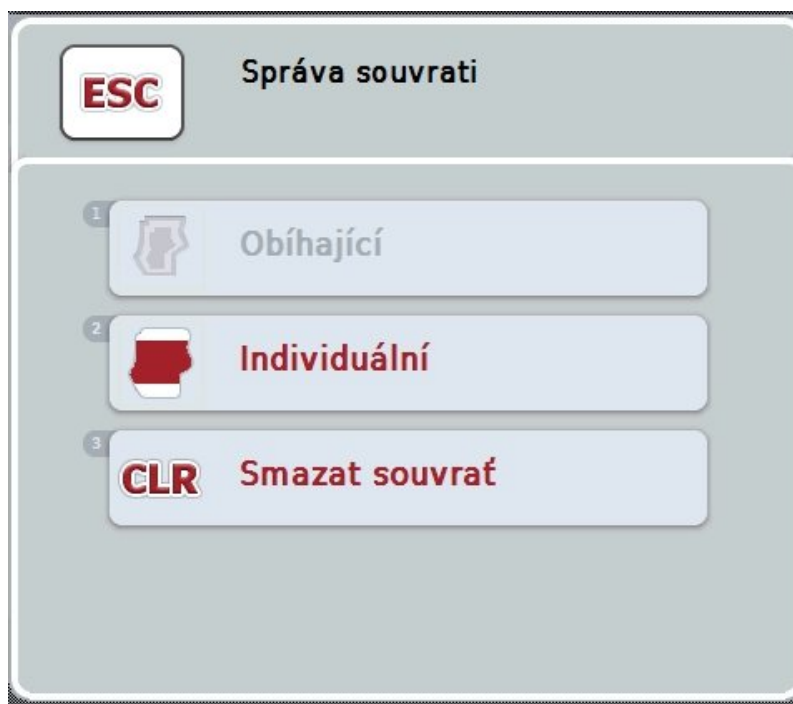 ESC
Správa souvrati
1
Obíhající
2
Individuální
3
CLR
Smazat souvrať